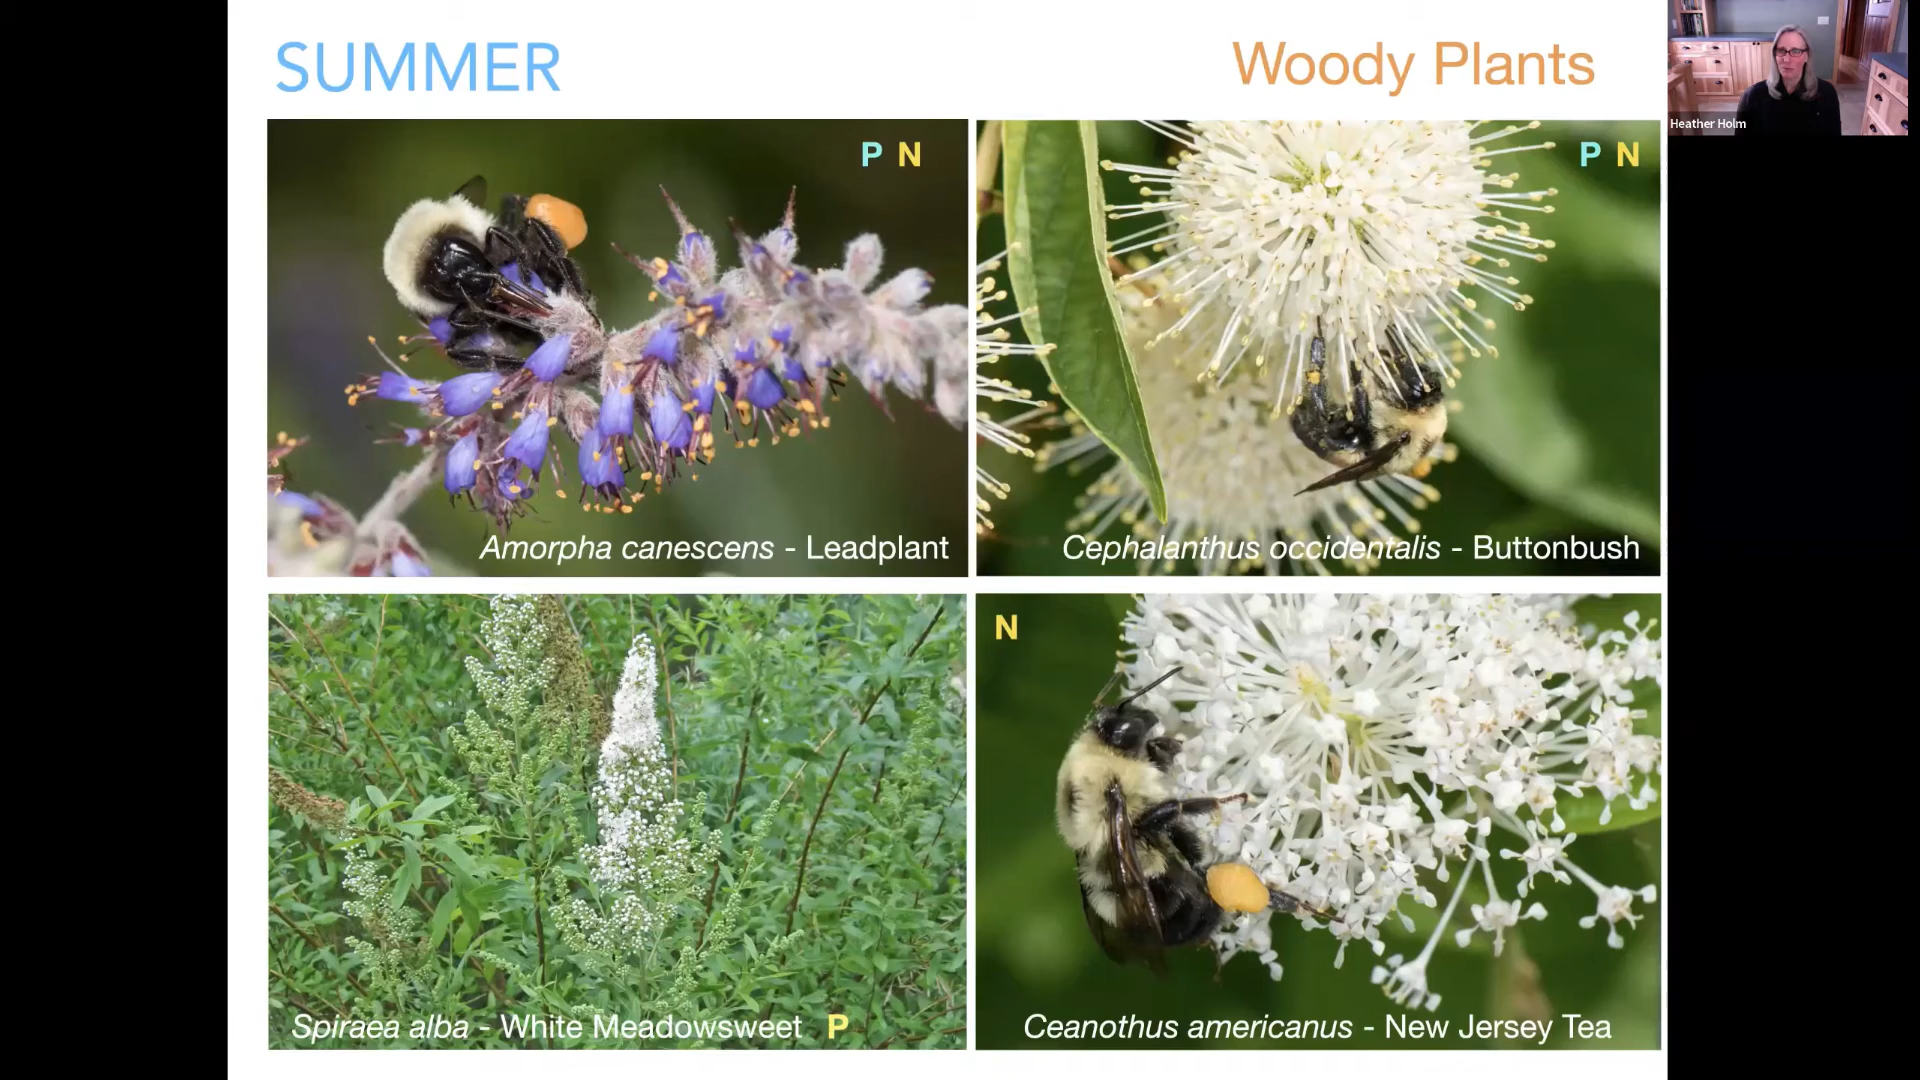 SUMMER
Woody Plants
Heather Holm
P N
Amorpha canescens - Leadplant
P N
Cephalanthus occidentalis - Buttonbush
Spiraea alba - White Meadowsweet P
N
Ceanothus americanus - New Jersey Tea